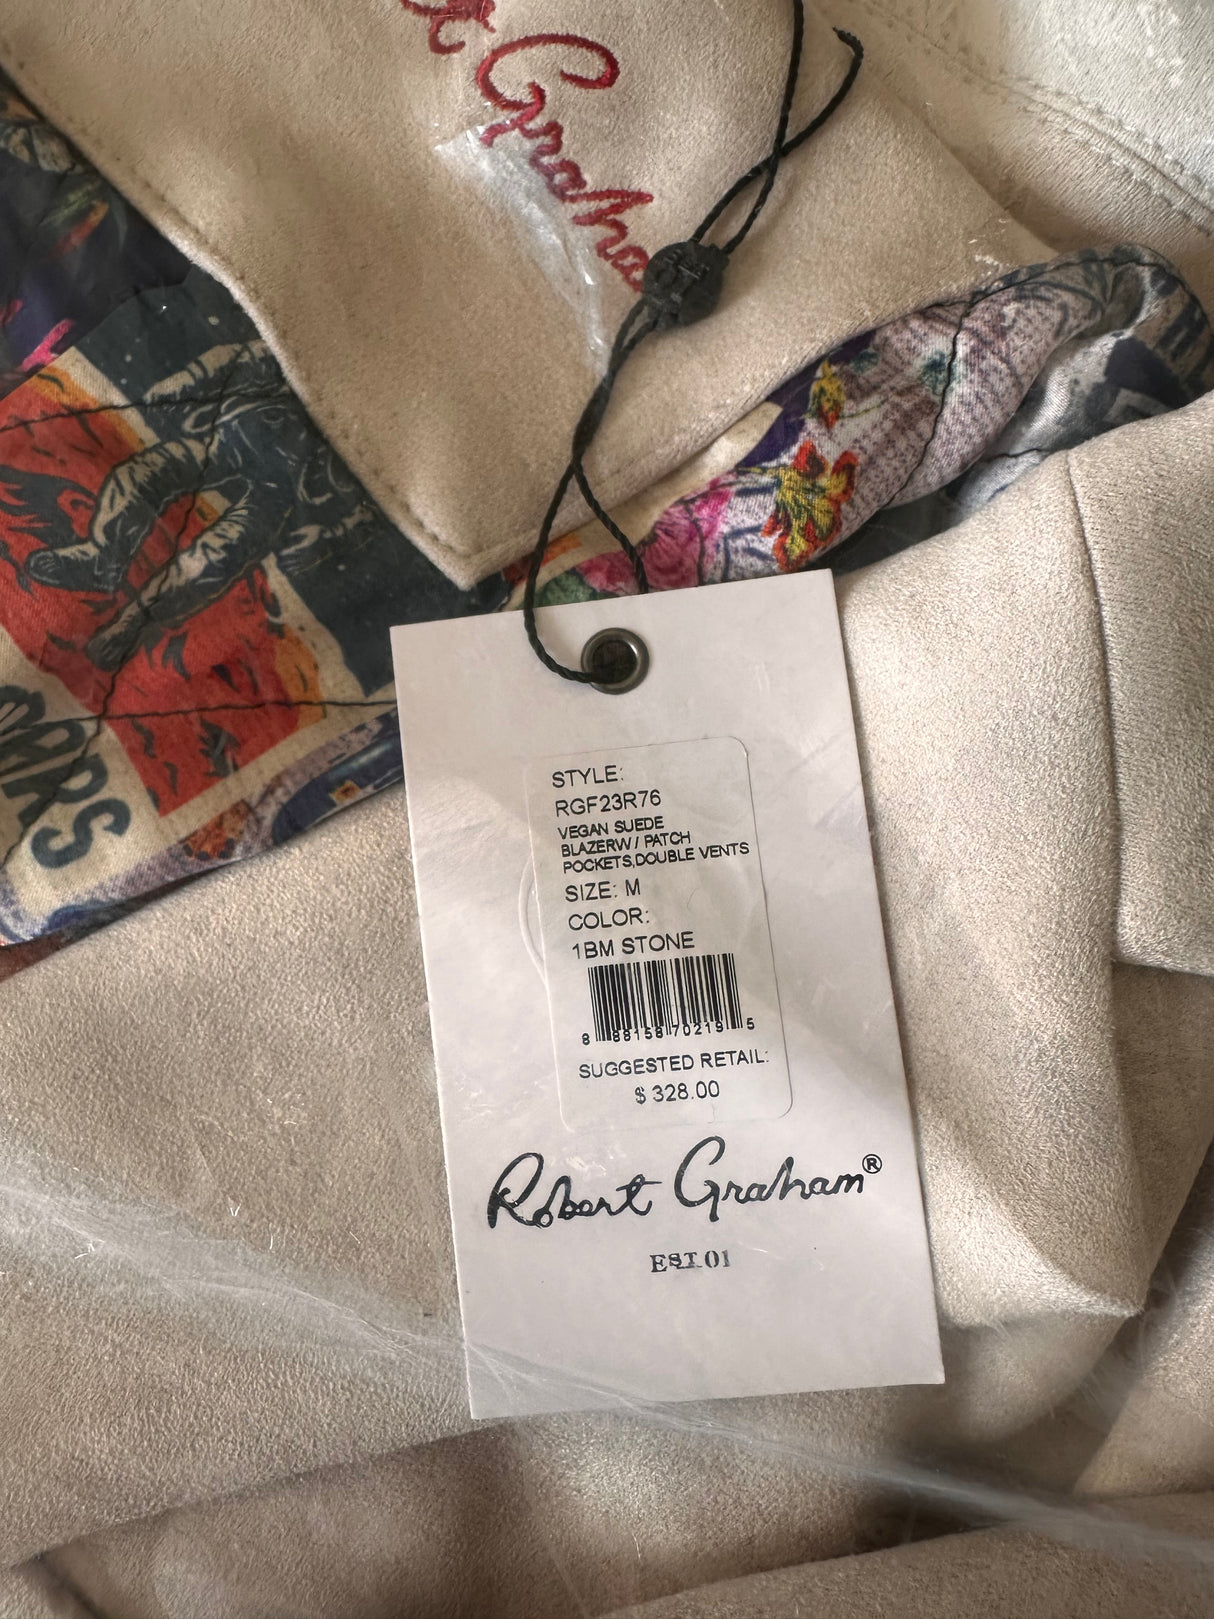 Graha
STYLE:
RGF23R76
VEGAN SUEDE
BLAZERW/ PATCH
POCKETS,DOUBLE VENTS
SIZE: M
COLOR:
1BM STONE
8 88158 70219 5
SUGGESTED RETAIL:
$ 328.00
Robert Graham®
EST.01